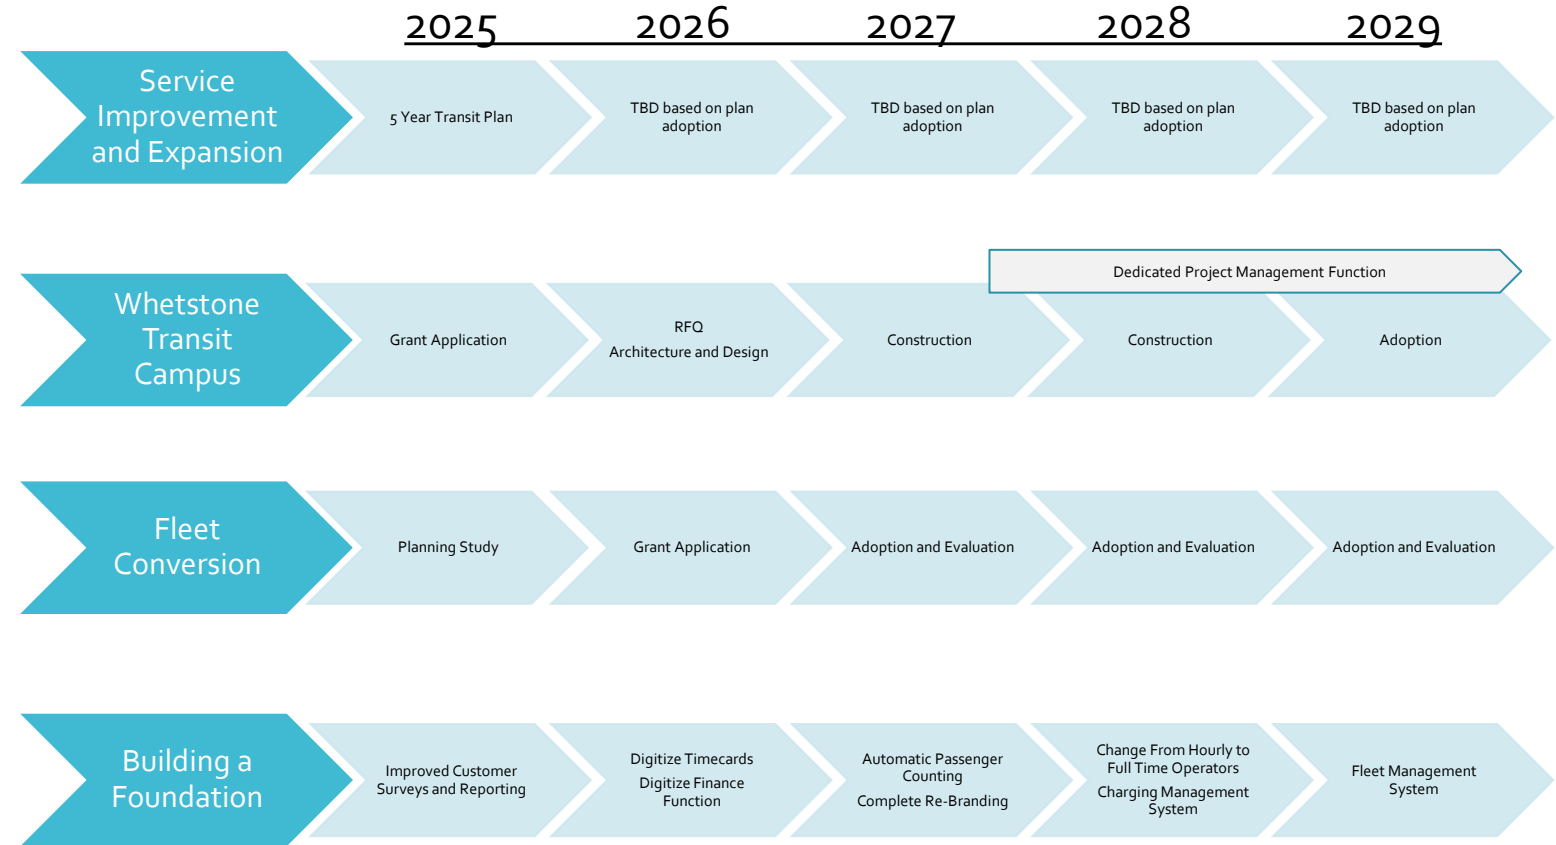 2025 2026 2027 2028 2029
Service
Improvement
and Expansion
5 Year Transit Plan
TBD based on plan
adoption
TBD based on plan
adoption
TBD based on plan
adoption
TBD based on plan
adoption
Dedicated Project Management Function
Whetstone
Transit
Campus
Grant Application
RFQ
Architecture and Design
Construction
Construction
Adoption
Fleet
Conversion
Planning Study
Grant Application
Adoption and Evaluation
Adoption and Evaluation
Adoption and Evaluation
Building a
Foundation
Improved Customer
Surveys and Reporting
Digitize Timecards
Digitize Finance
Function
Automatic Passenger
Counting
Complete Re-Branding
Change From Hourly to
Full Time Operators
Charging Management
System
Fleet Management
System